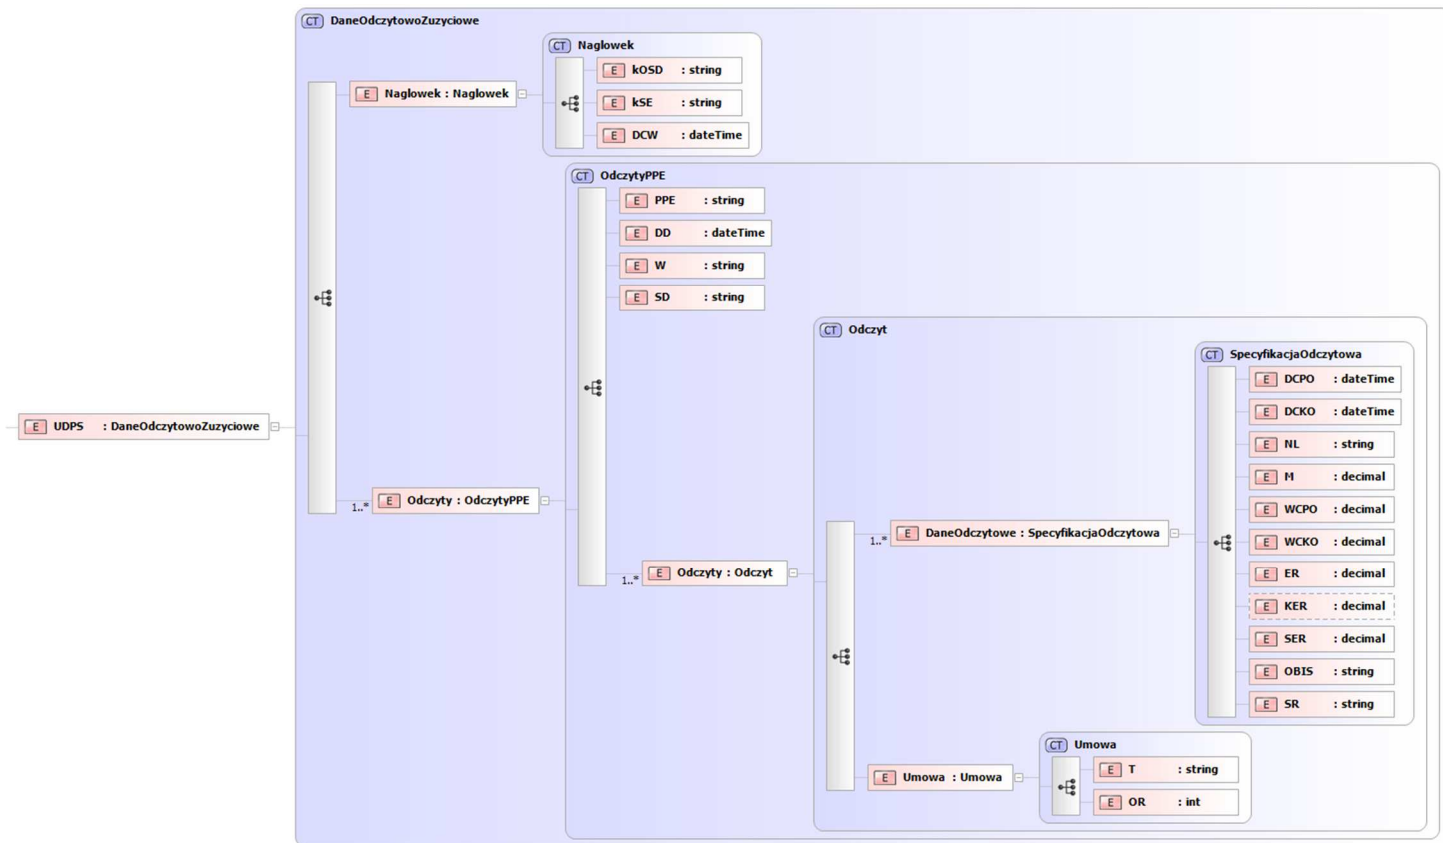 CT DaneOdczytowoZuzyciowe
CT Naglowek
E Naglowek : Naglowek
E kOSD : string
E kSE : string
E DCW : dateTime
CT OdczytyPPE
E PPE : string
E DD : dateTime
E W : string
E SD : string
CT Odczyt
CT SpecyfikacjaOdczytowa
E DCPO : dateTime
E DCKO : dateTime
E UDPS : DaneOdczytowoZuzyciowe
E NL : string
E M : decimal
1..* E Odczyty : OdczytyPPE
E WCPO : decimal
1..* E DaneOdczytowe : SpecyfikacjaOdczytowa
E WCKO : decimal
1..* E Odczyty : Odczyt
E ER : decimal
E KER : decimal
E SER : decimal
E OBIS : string
E SR : string
CT Umowa
E Umowa : Umowa
E T : string
E OR : int